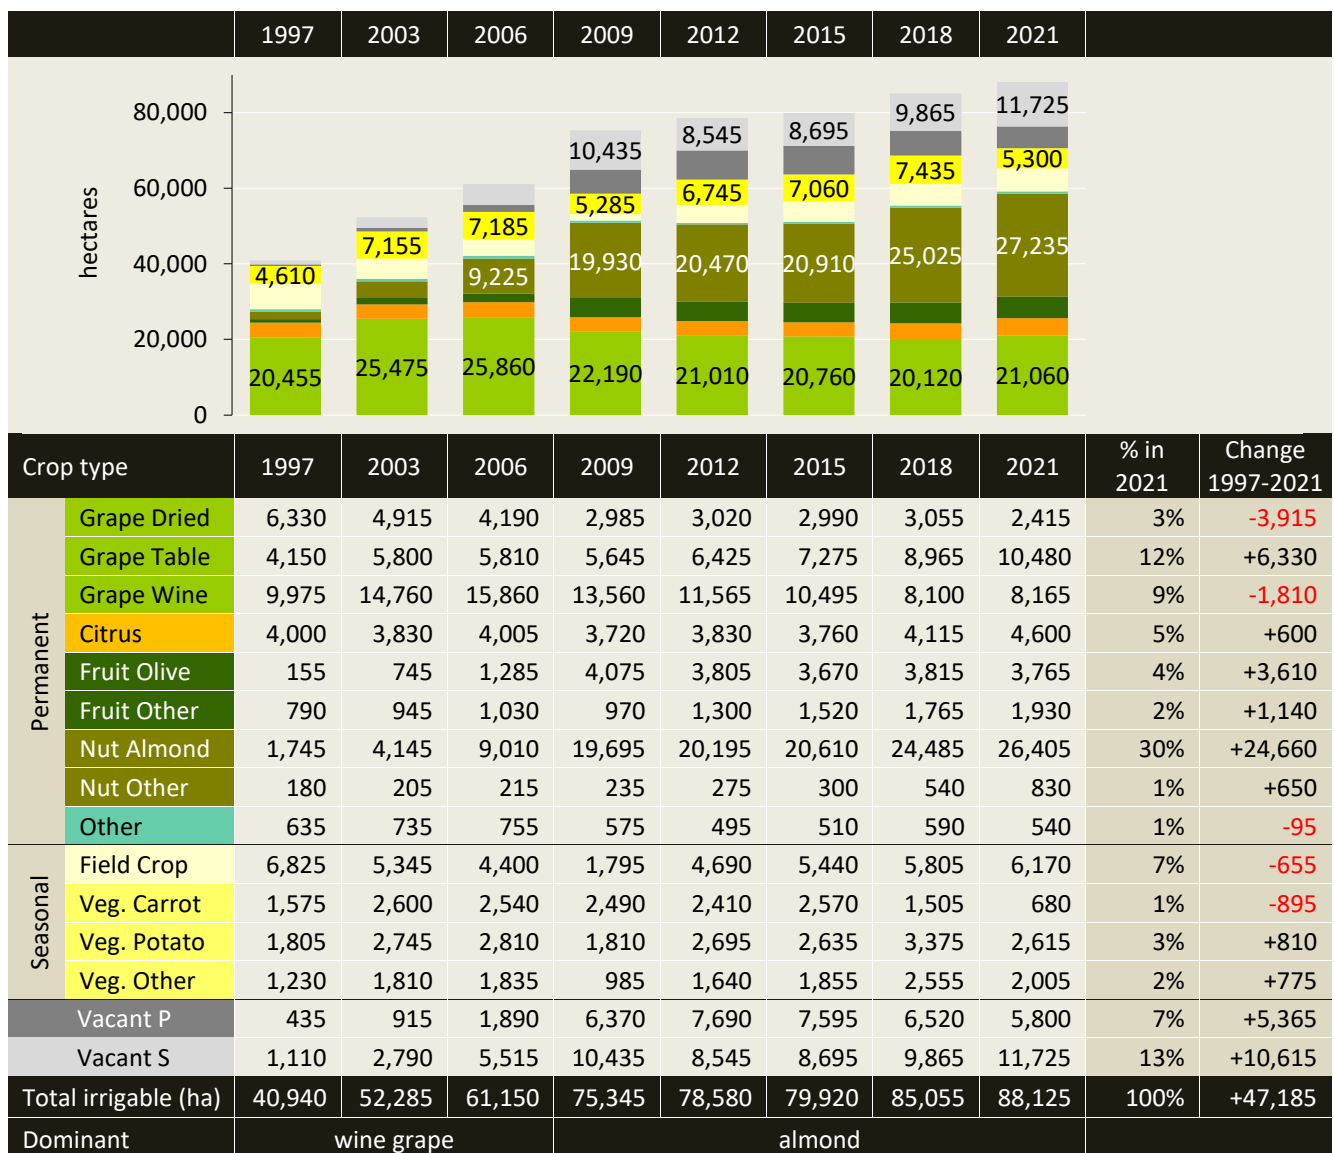 1997 2003 2006 2009 2012 2015 2018 2021
80,000
60,000
40,000
20,000
0
hectares
10,435 8,545 8,695 9,865 11,725
4,610 7,155 7,185 5,285 6,745 7,060 7,435 5,300
9,225 19,930 20,470 20,910 25,025 27,235
20,455 25,475 25,860 22,190 21,010 20,760 20,120 21,060
Crop type 1997 2003 2006 2009 2012 2015 2018 2021 % in 2021 Change 1997-2021
Permanent
Grape Dried 6,330 4,915 4,190 2,985 3,020 2,990 3,055 2,415 3% -3,915
Grape Table 4,150 5,800 5,810 5,645 6,425 7,275 8,965 10,480 12% +6,330
Grape Wine 9,975 14,760 15,860 13,560 11,565 10,495 8,100 8,165 9% -1,810
Citrus 4,000 3,830 4,005 3,720 3,830 3,760 4,115 4,600 5% +600
Fruit Olive 155 745 1,285 4,075 3,805 3,670 3,815 3,765 4% +3,610
Fruit Other 790 945 1,030 970 1,300 1,520 1,765 1,930 2% +1,140
Nut Almond 1,745 4,145 9,010 19,695 20,195 20,610 24,485 26,405 30% +24,660
Nut Other 180 205 215 235 275 300 540 830 1% +650
Other 635 735 755 575 495 510 590 540 1% -95
Seasonal
Field Crop 6,825 5,345 4,400 1,795 4,690 5,440 5,805 6,170 7% -655
Veg. Carrot 1,575 2,600 2,540 2,490 2,410 2,570 1,505 680 1% -895
Veg. Potato 1,805 2,745 2,810 1,810 2,695 2,635 3,375 2,615 3% +810
Veg. Other 1,230 1,810 1,835 985 1,640 1,855 2,555 2,005 2% +775
Vacant P 435 915 1,890 6,370 7,690 7,595 6,520 5,800 7% +5,365
Vacant S 1,110 2,790 5,515 10,435 8,545 8,695 9,865 11,725 13% +10,615
Total irrigable (ha) 40,940 52,285 61,150 75,345 78,580 79,920 85,055 88,125 100% +47,185
Dominant wine grape almond